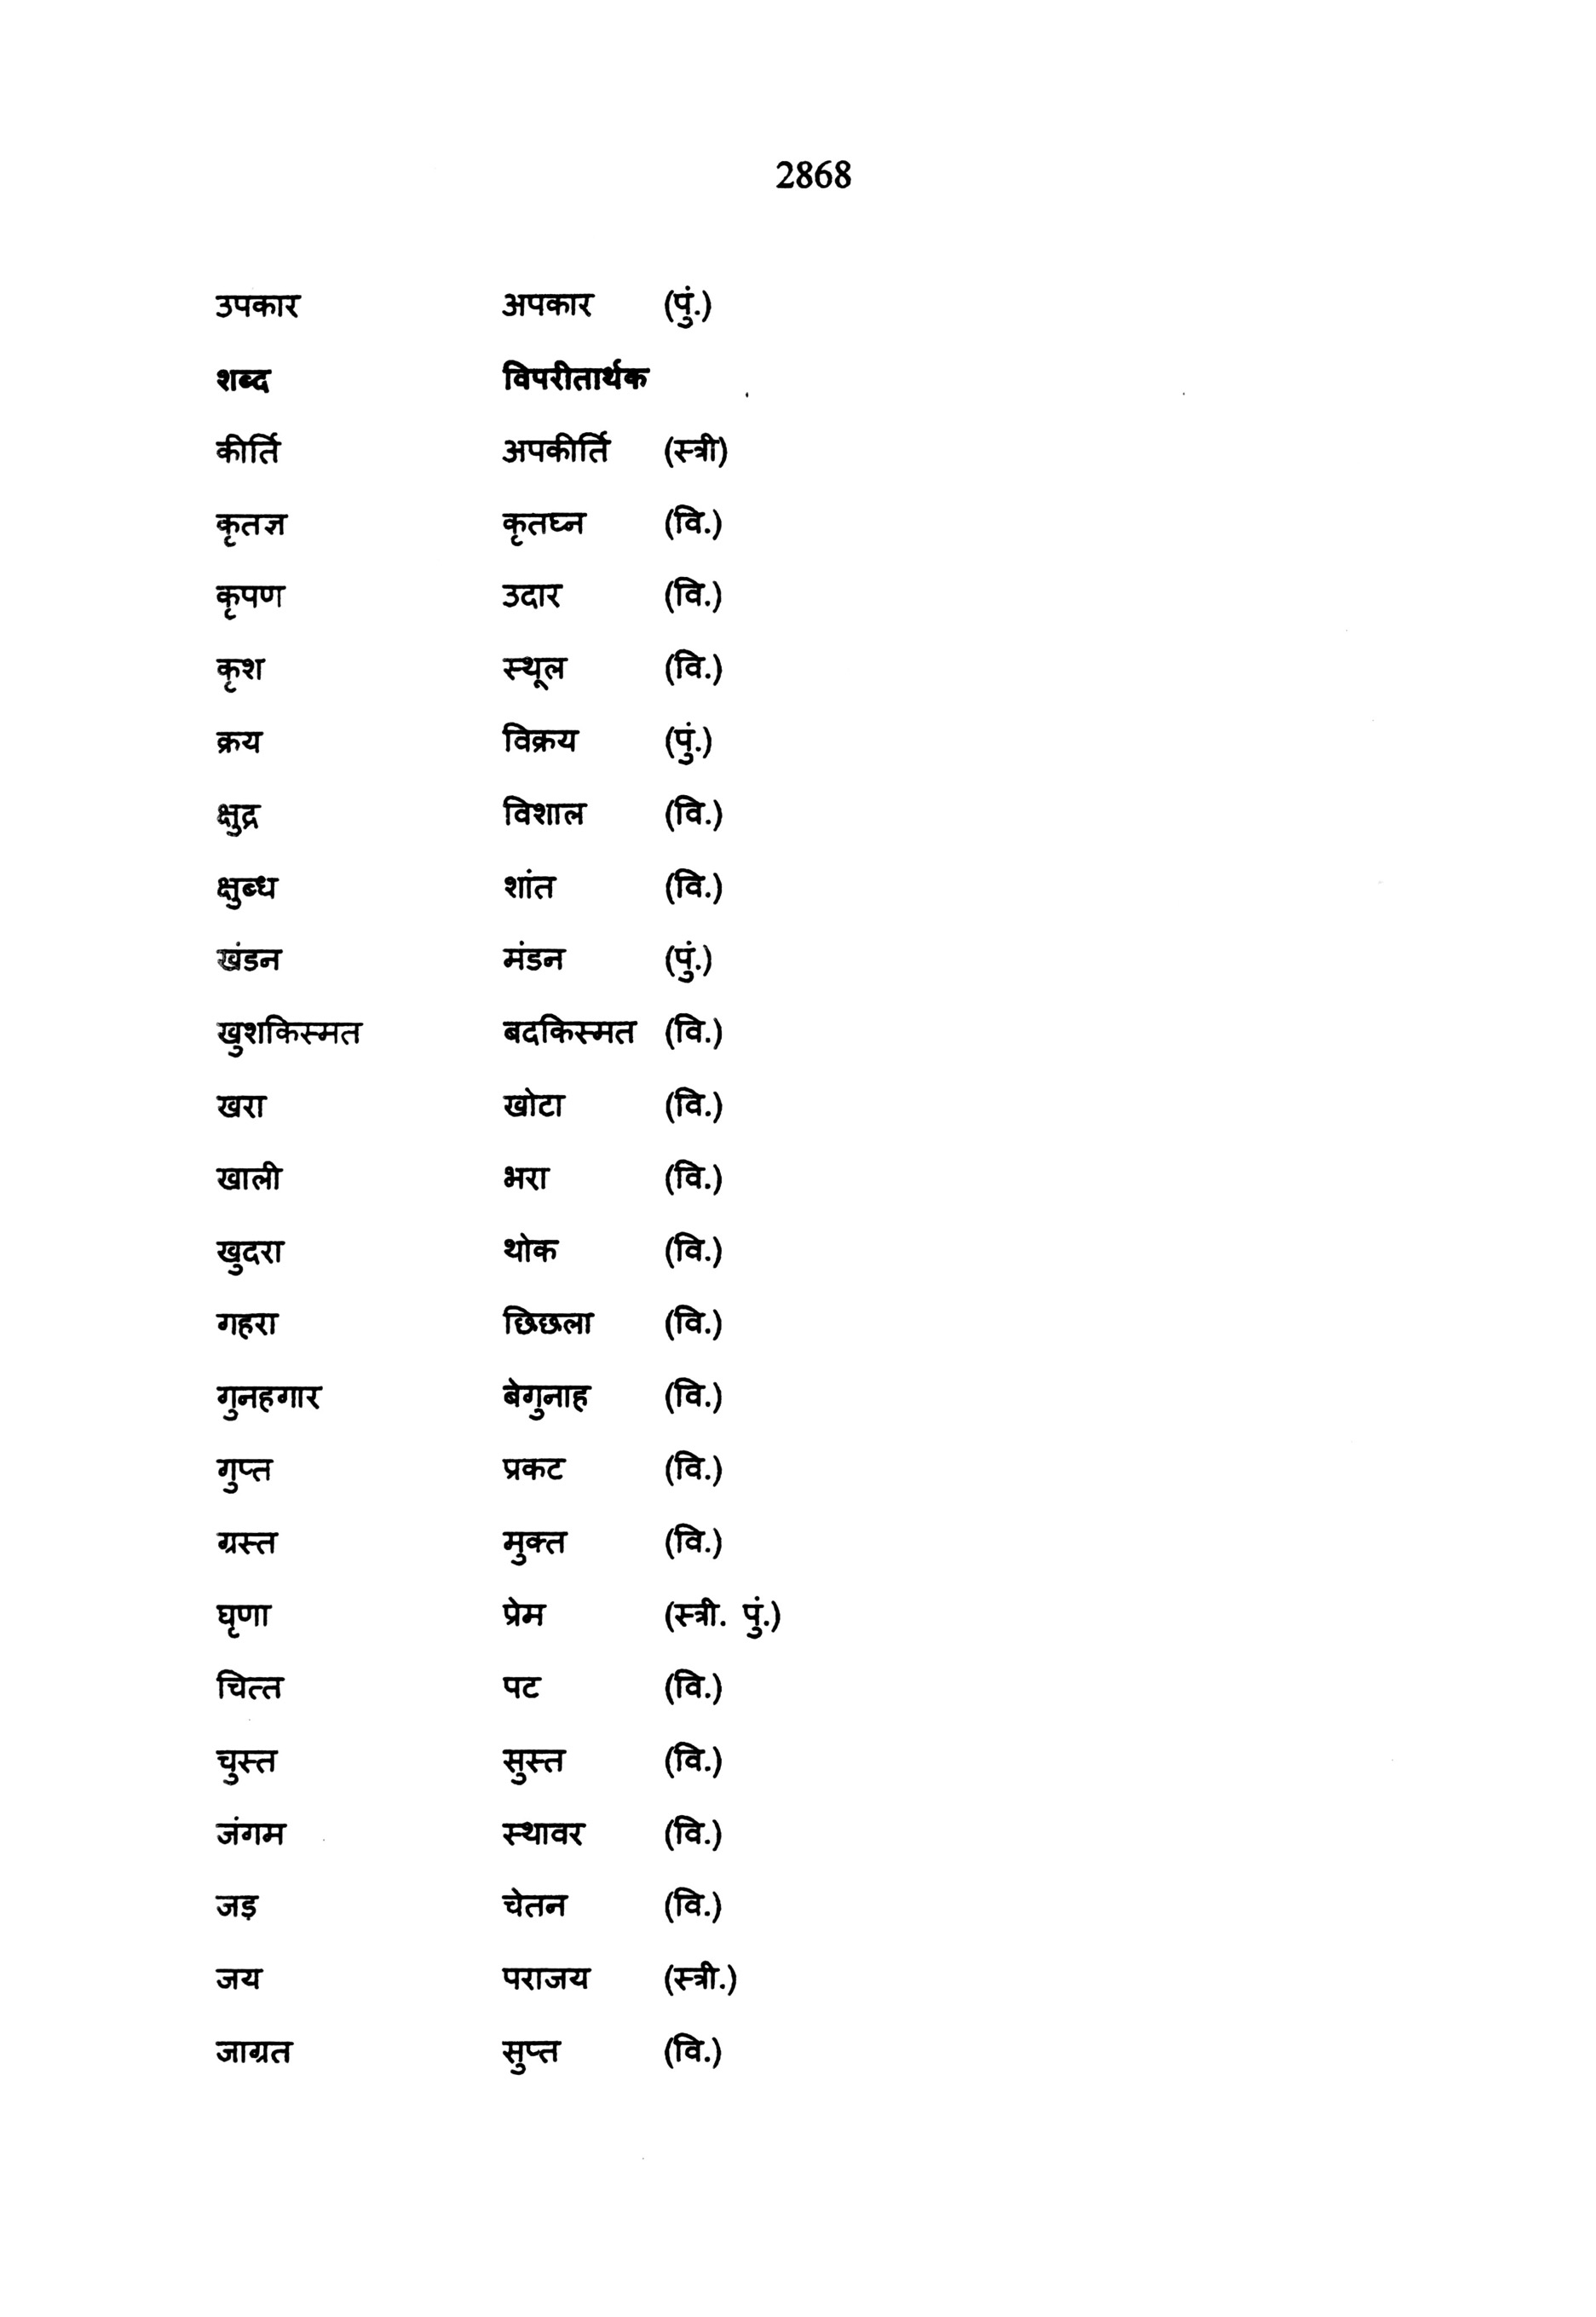 2868
उपकार अपकार (पुं.)
शब्द विपरीतार्थक
कीर्ति अपकीर्ति (स्त्री)
कृतज्ञ कृतघ्न (वि.)
कृपण उदार (वि.)
कृश स्थूल (वि.)
क्रय विक्रय (पुं.)
क्षुद्र विशाल (वि.)
क्षुब्ध शांत (वि.)
खंडन मंडन (पुं.)
खुशकिस्मत बदकिस्मत (वि.)
खरा खोटा (वि.)
खाली भरा (वि.)
खुदरा थोक (वि.)
गहरा छिछला (वि.)
गुनहगार बेगुनाह (वि.)
गुप्त प्रकट (वि.)
ग्रस्त मुक्त (वि.)
घृणा प्रेम (स्त्री. पुं.)
चित्त पट (वि.)
चुस्त सुस्त (वि.)
जंगम स्थावर (वि.)
जड़ चेतन (वि.)
जय पराजय (स्त्री.)
जाग्रत सुप्त (वि.)